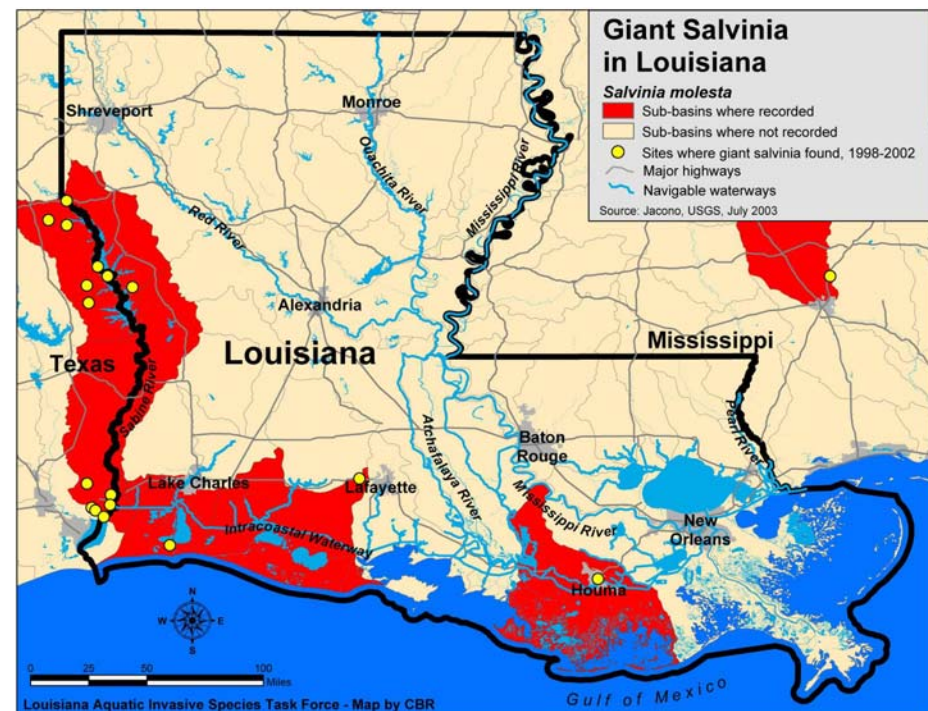 Giant Salvinia
in Louisiana
Salvinia molesta
Sub-basins where recorded
Sub-basins where not recorded
Sites where giant salvinia found, 1998-2002
Major highways
Navigable waterways
Source: Jacono, USGS, July 2003
Shreveport
Monroe
Ouachita River
Mississippi River
Red River
Alexandria
Texas
Louisiana
Mississippi
Sabine River
Pearl River
Atchafalaya River
Baton
Rouge
Lake Charles
Lafayette
Mississippi River
New
Orleans
Intracoastal Waterway
Houma
N
W
E
S
0
50
100
Miles
Gulf of Mexico
Louisiana Aquatic Invasive Species Task Force - Map by CBR